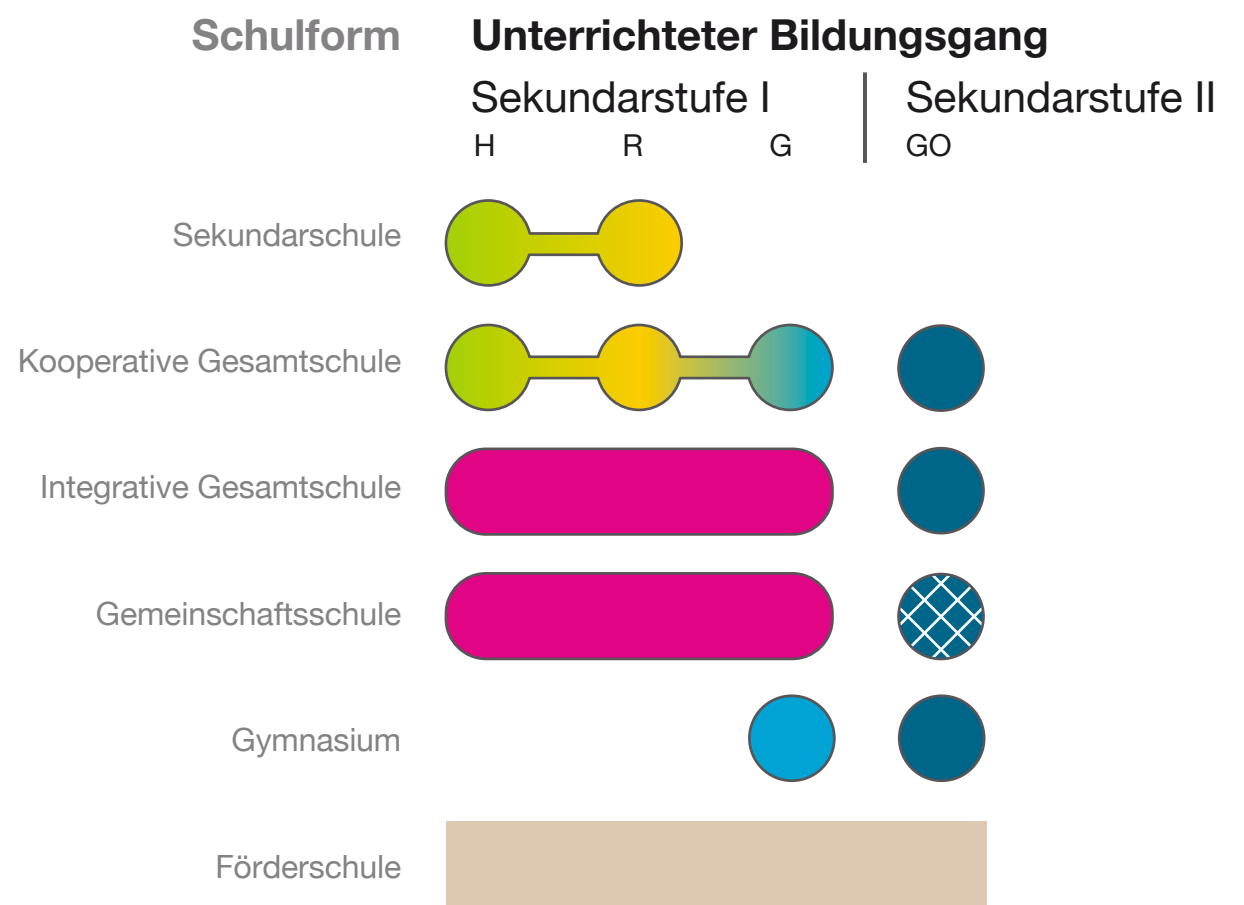 Schulform Unterrichteter Bildungsgang
Sekundarstufe I Sekundarstufe II
H R G GO
Sekundarschule
Kooperative Gesamtschule
Integrative Gesamtschule
Gemeinschaftsschule
Gymnasium
Förderschule